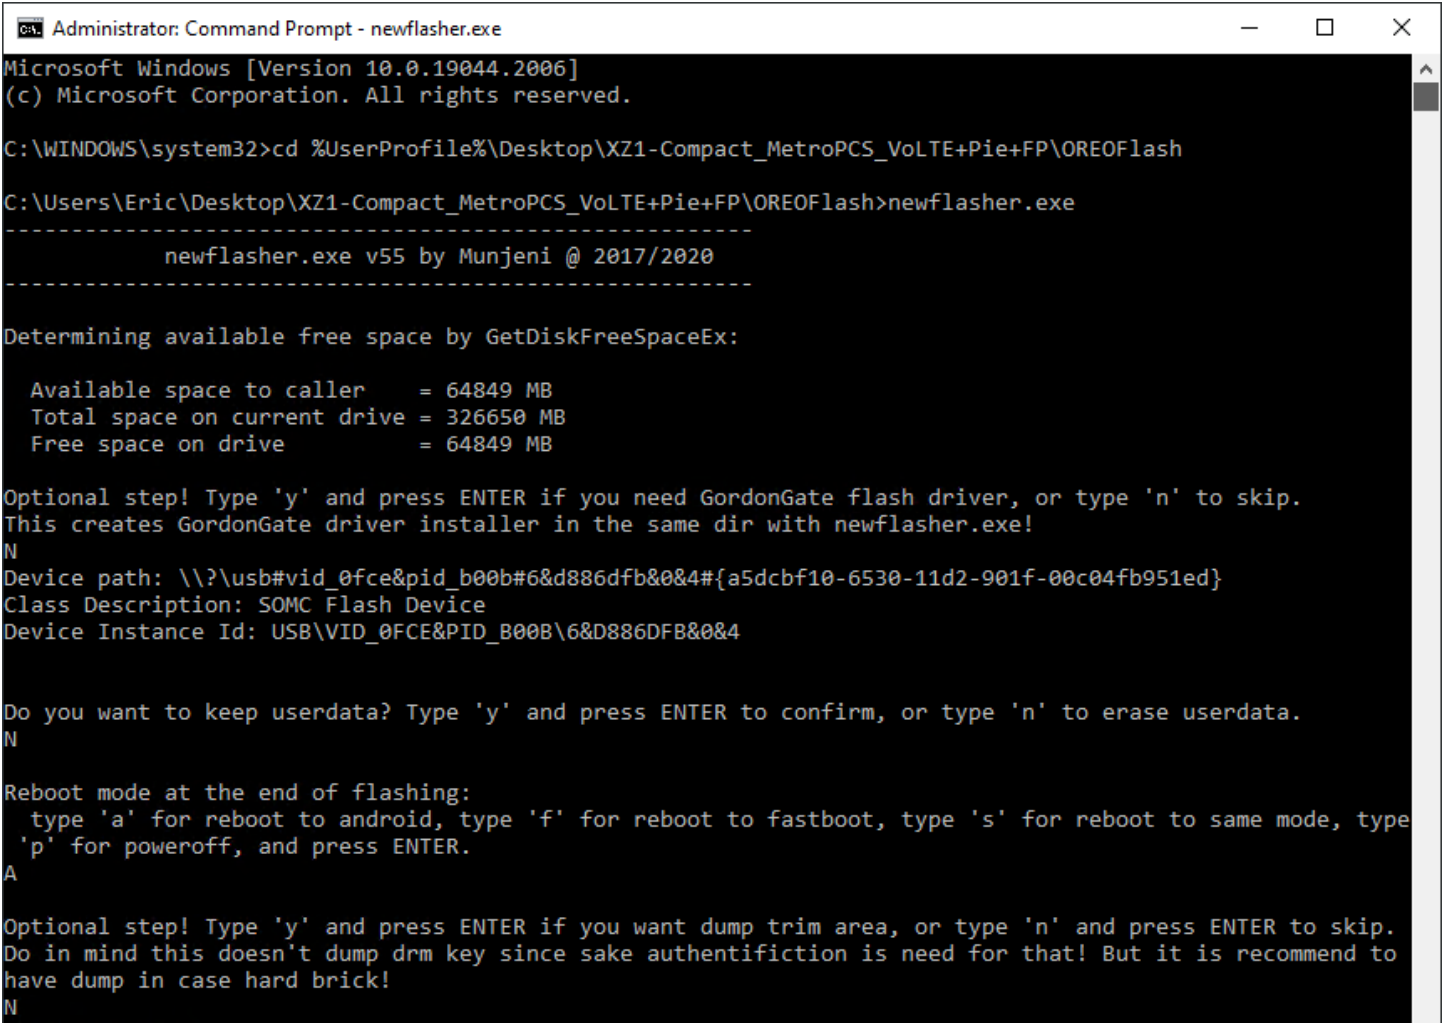 Administrator: Command Prompt - newflasher.exe
Microsoft Windows [Version 10.0.19044.2006]
(c) Microsoft Corporation. All rights reserved.
C:\WINDOWS\system32>cd %UserProfile%\Desktop\XZ1-Compact_MetroPCS_VoLTE+Pie+FP\OREOFlash
C:\Users\Eric\Desktop\XZ1-Compact_MetroPCS_VoLTE+Pie+FP\OREOFlash>newflasher.exe
--------------------------------------------------------
newflasher.exe v55 by Munjeni @ 2017/2020
--------------------------------------------------------
Determining available free space by GetDiskFreeSpaceEx:
Available space to caller    = 64849 MB
Total space on current drive = 326650 MB
Free space on drive          = 64849 MB
Optional step! Type 'y' and press ENTER if you need GordonGate flash driver, or type 'n' to skip.
This creates GordonGate driver installer in the same dir with newflasher.exe!
N
Device path: \\?\usb#vid_0fce&pid_b00b#6&d886dfb&0&4#{a5dcbf10-6530-11d2-901f-00c04fb951ed}
Class Description: SOMC Flash Device
Device Instance Id: USB\VID_0FCE&PID_B00B\6&D886DFB&0&4
Do you want to keep userdata? Type 'y' and press ENTER to confirm, or type 'n' to erase userdata.
N
Reboot mode at the end of flashing:
type 'a' for reboot to android, type 'f' for reboot to fastboot, type 's' for reboot to same mode, type
'p' for poweroff, and press ENTER.
A
Optional step! Type 'y' and press ENTER if you want dump trim area, or type 'n' and press ENTER to skip.
Do in mind this doesn't dump drm key since sake authentifiction is need for that! But it is recommend to
have dump in case hard brick!
N